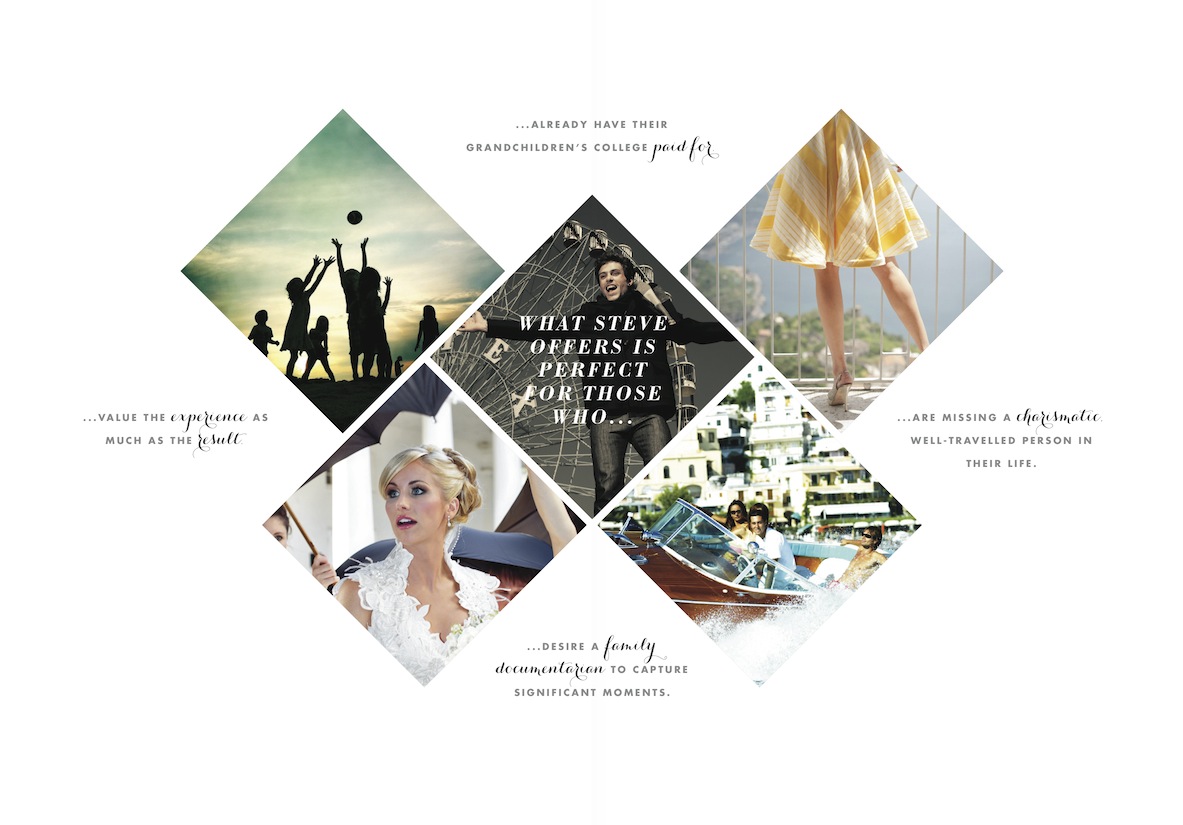 ...ALREADY HAVE THEIR
GRANDCHILDREN'S COLLEGE paid for
WHAT STEVE
OFFERS IS
PERFECT
FOR THOSE
WHO...
...VALUE THE experience AS
MUCH AS THE result.
...ARE MISSING A charismatic,
WELL-TRAVELLED PERSON IN
THEIR LIFE.
...DESIRE A family
documentarian TO CAPTURE
SIGNIFICANT MOMENTS.